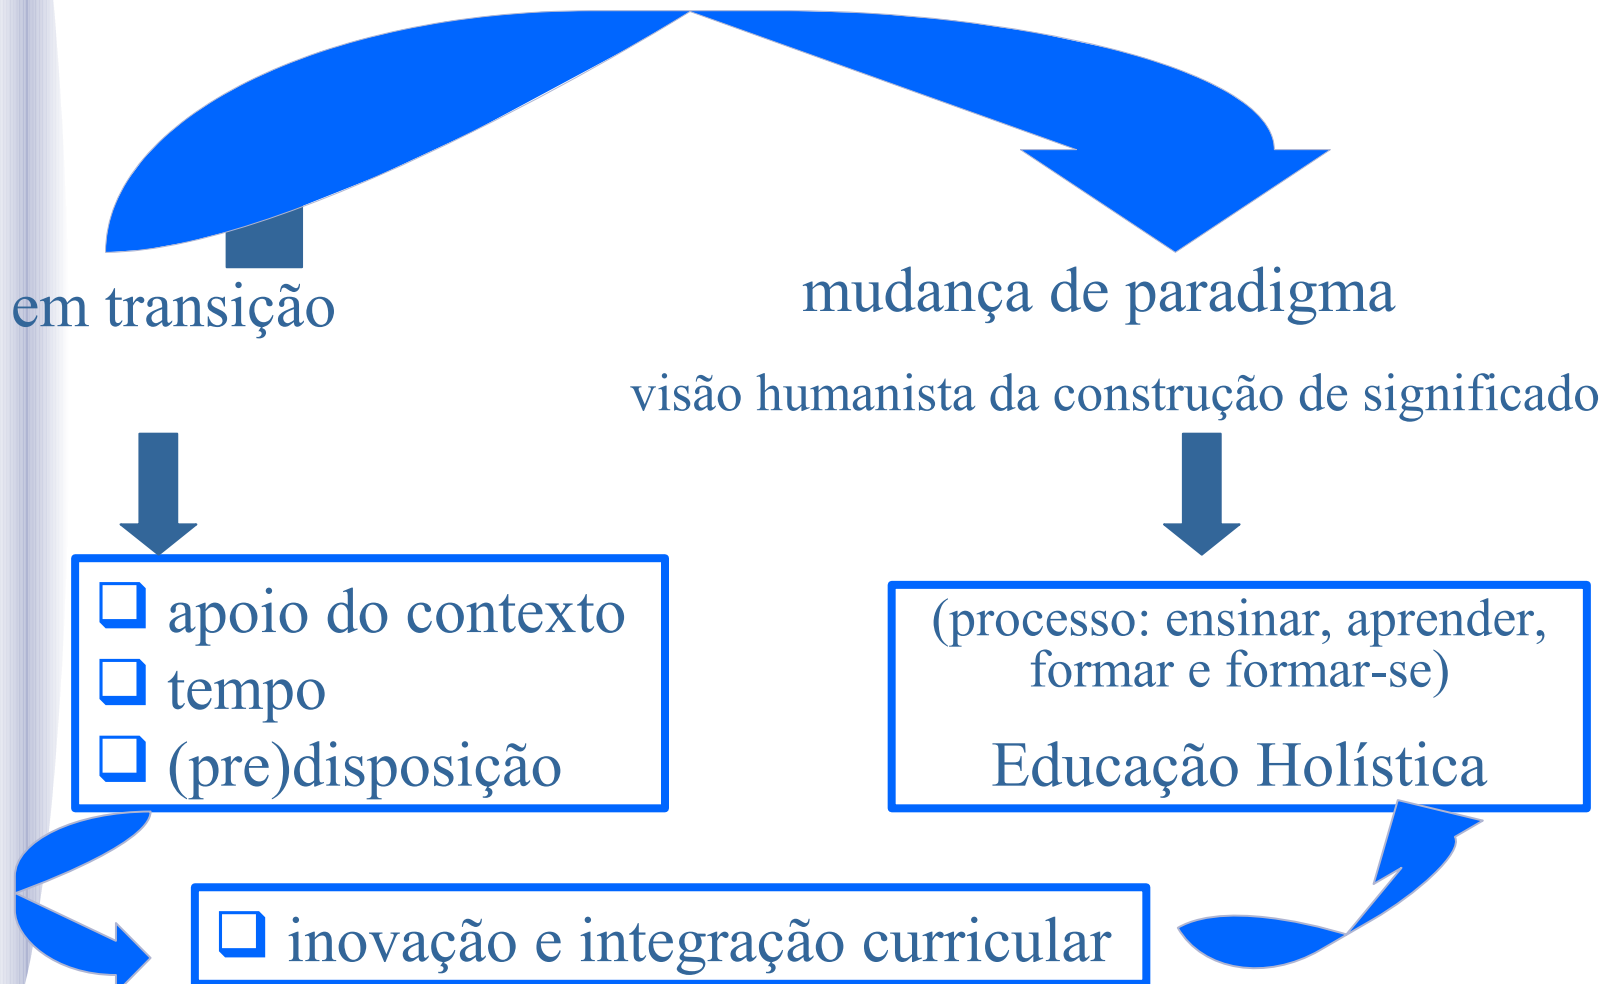 em transição
mudança de paradigma
visão humanista da construção de significado
apoio do contexto
tempo
(pre)disposição
(processo: ensinar, aprender,
formar e formar-se)
Educação Holística
inovação e integração curricular